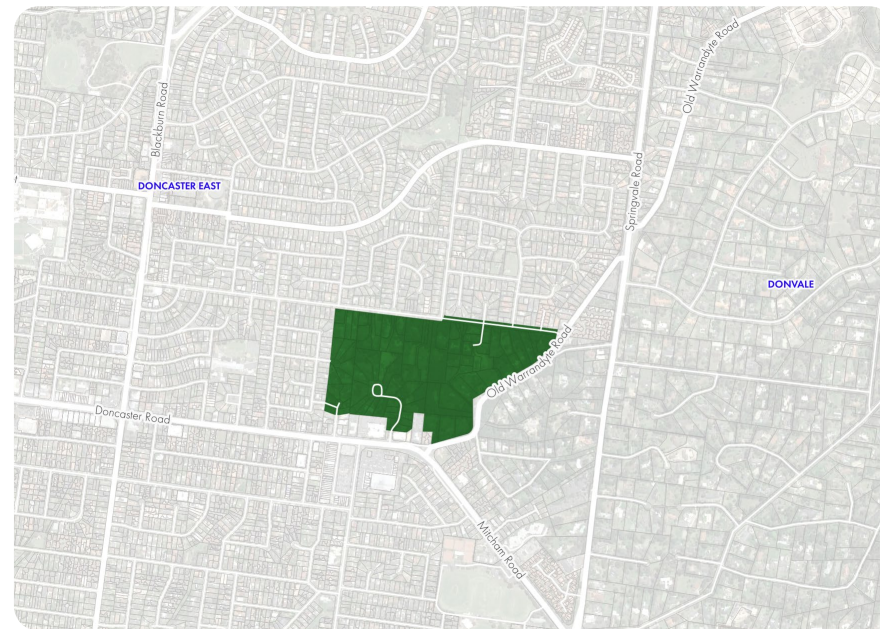 Old Warrandyte Road
Blackburn Road
Springvale Road
DONCASTER EAST
DONVALE
Old Warrandyte Road
Doncaster Road
Mitcham Road